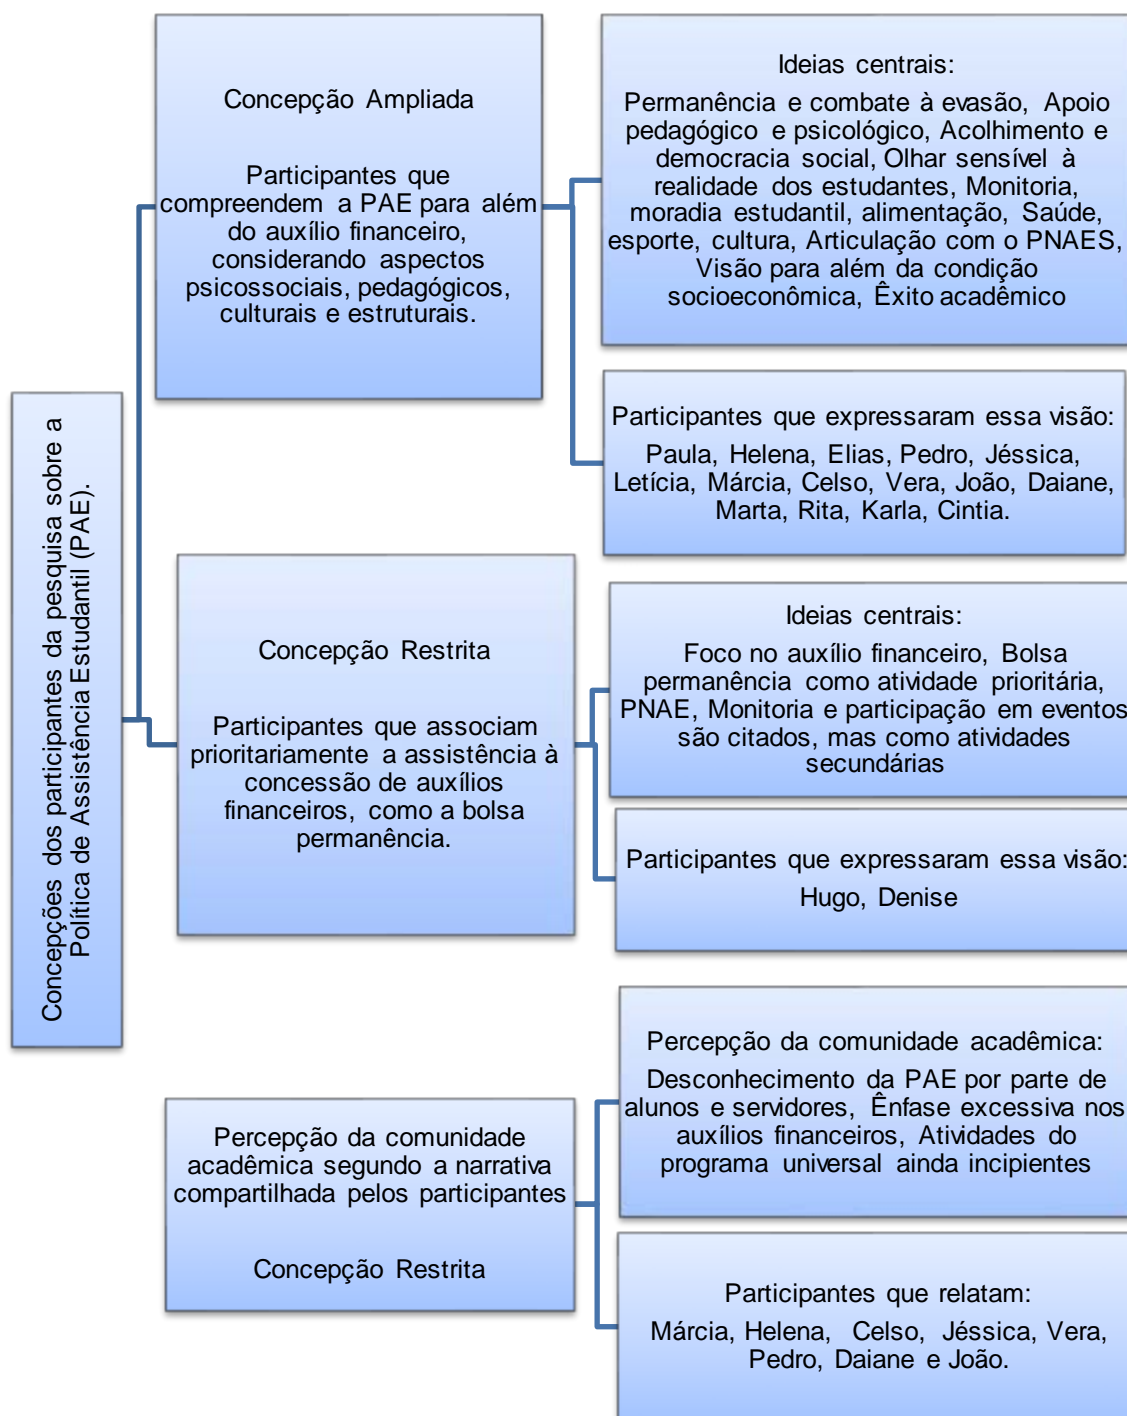 Concepções dos participantes da pesquisa sobre a
Política de Assistência Estudantil (PAE).
Concepção Ampliada
Participantes que
compreendem a PAE para além
do auxílio financeiro,
considerando aspectos
psicossociais, pedagógicos,
culturais e estruturais.
Ideias centrais:
Permanência e combate à evasão, Apoio
pedagógico e psicológico, Acolhimento e
democracia social, Olhar sensível à
realidade dos estudantes, Monitoria,
moradia estudantil, alimentação, Saúde,
esporte, cultura, Articulação com o PNAES,
Visão para além da condição
socioeconômica, Êxito acadêmico
Participantes que expressaram essa visão:
Paula, Helena, Elias, Pedro, Jéssica,
Letícia, Márcia, Celso, Vera, João, Daiane,
Marta, Rita, Karla, Cintia.
Concepção Restrita
Participantes que associam
prioritariamente a assistência à
concessão de auxílios
financeiros, como a bolsa
permanência.
Ideias centrais:
Foco no auxílio financeiro, Bolsa
permanência como atividade prioritária,
PNAE, Monitoria e participação em eventos
são citados, mas como atividades
secundárias
Participantes que expressaram essa visão:
Hugo, Denise
Percepção da comunidade
acadêmica segundo a narrativa
compartilhada pelos participantes
Concepção Restrita
Percepção da comunidade acadêmica:
Desconhecimento da PAE por parte de
alunos e servidores, Ênfase excessiva nos
auxílios financeiros, Atividades do
programa universal ainda incipientes
Participantes que relatam:
Márcia, Helena, Celso, Jéssica, Vera,
Pedro, Daiane e João.